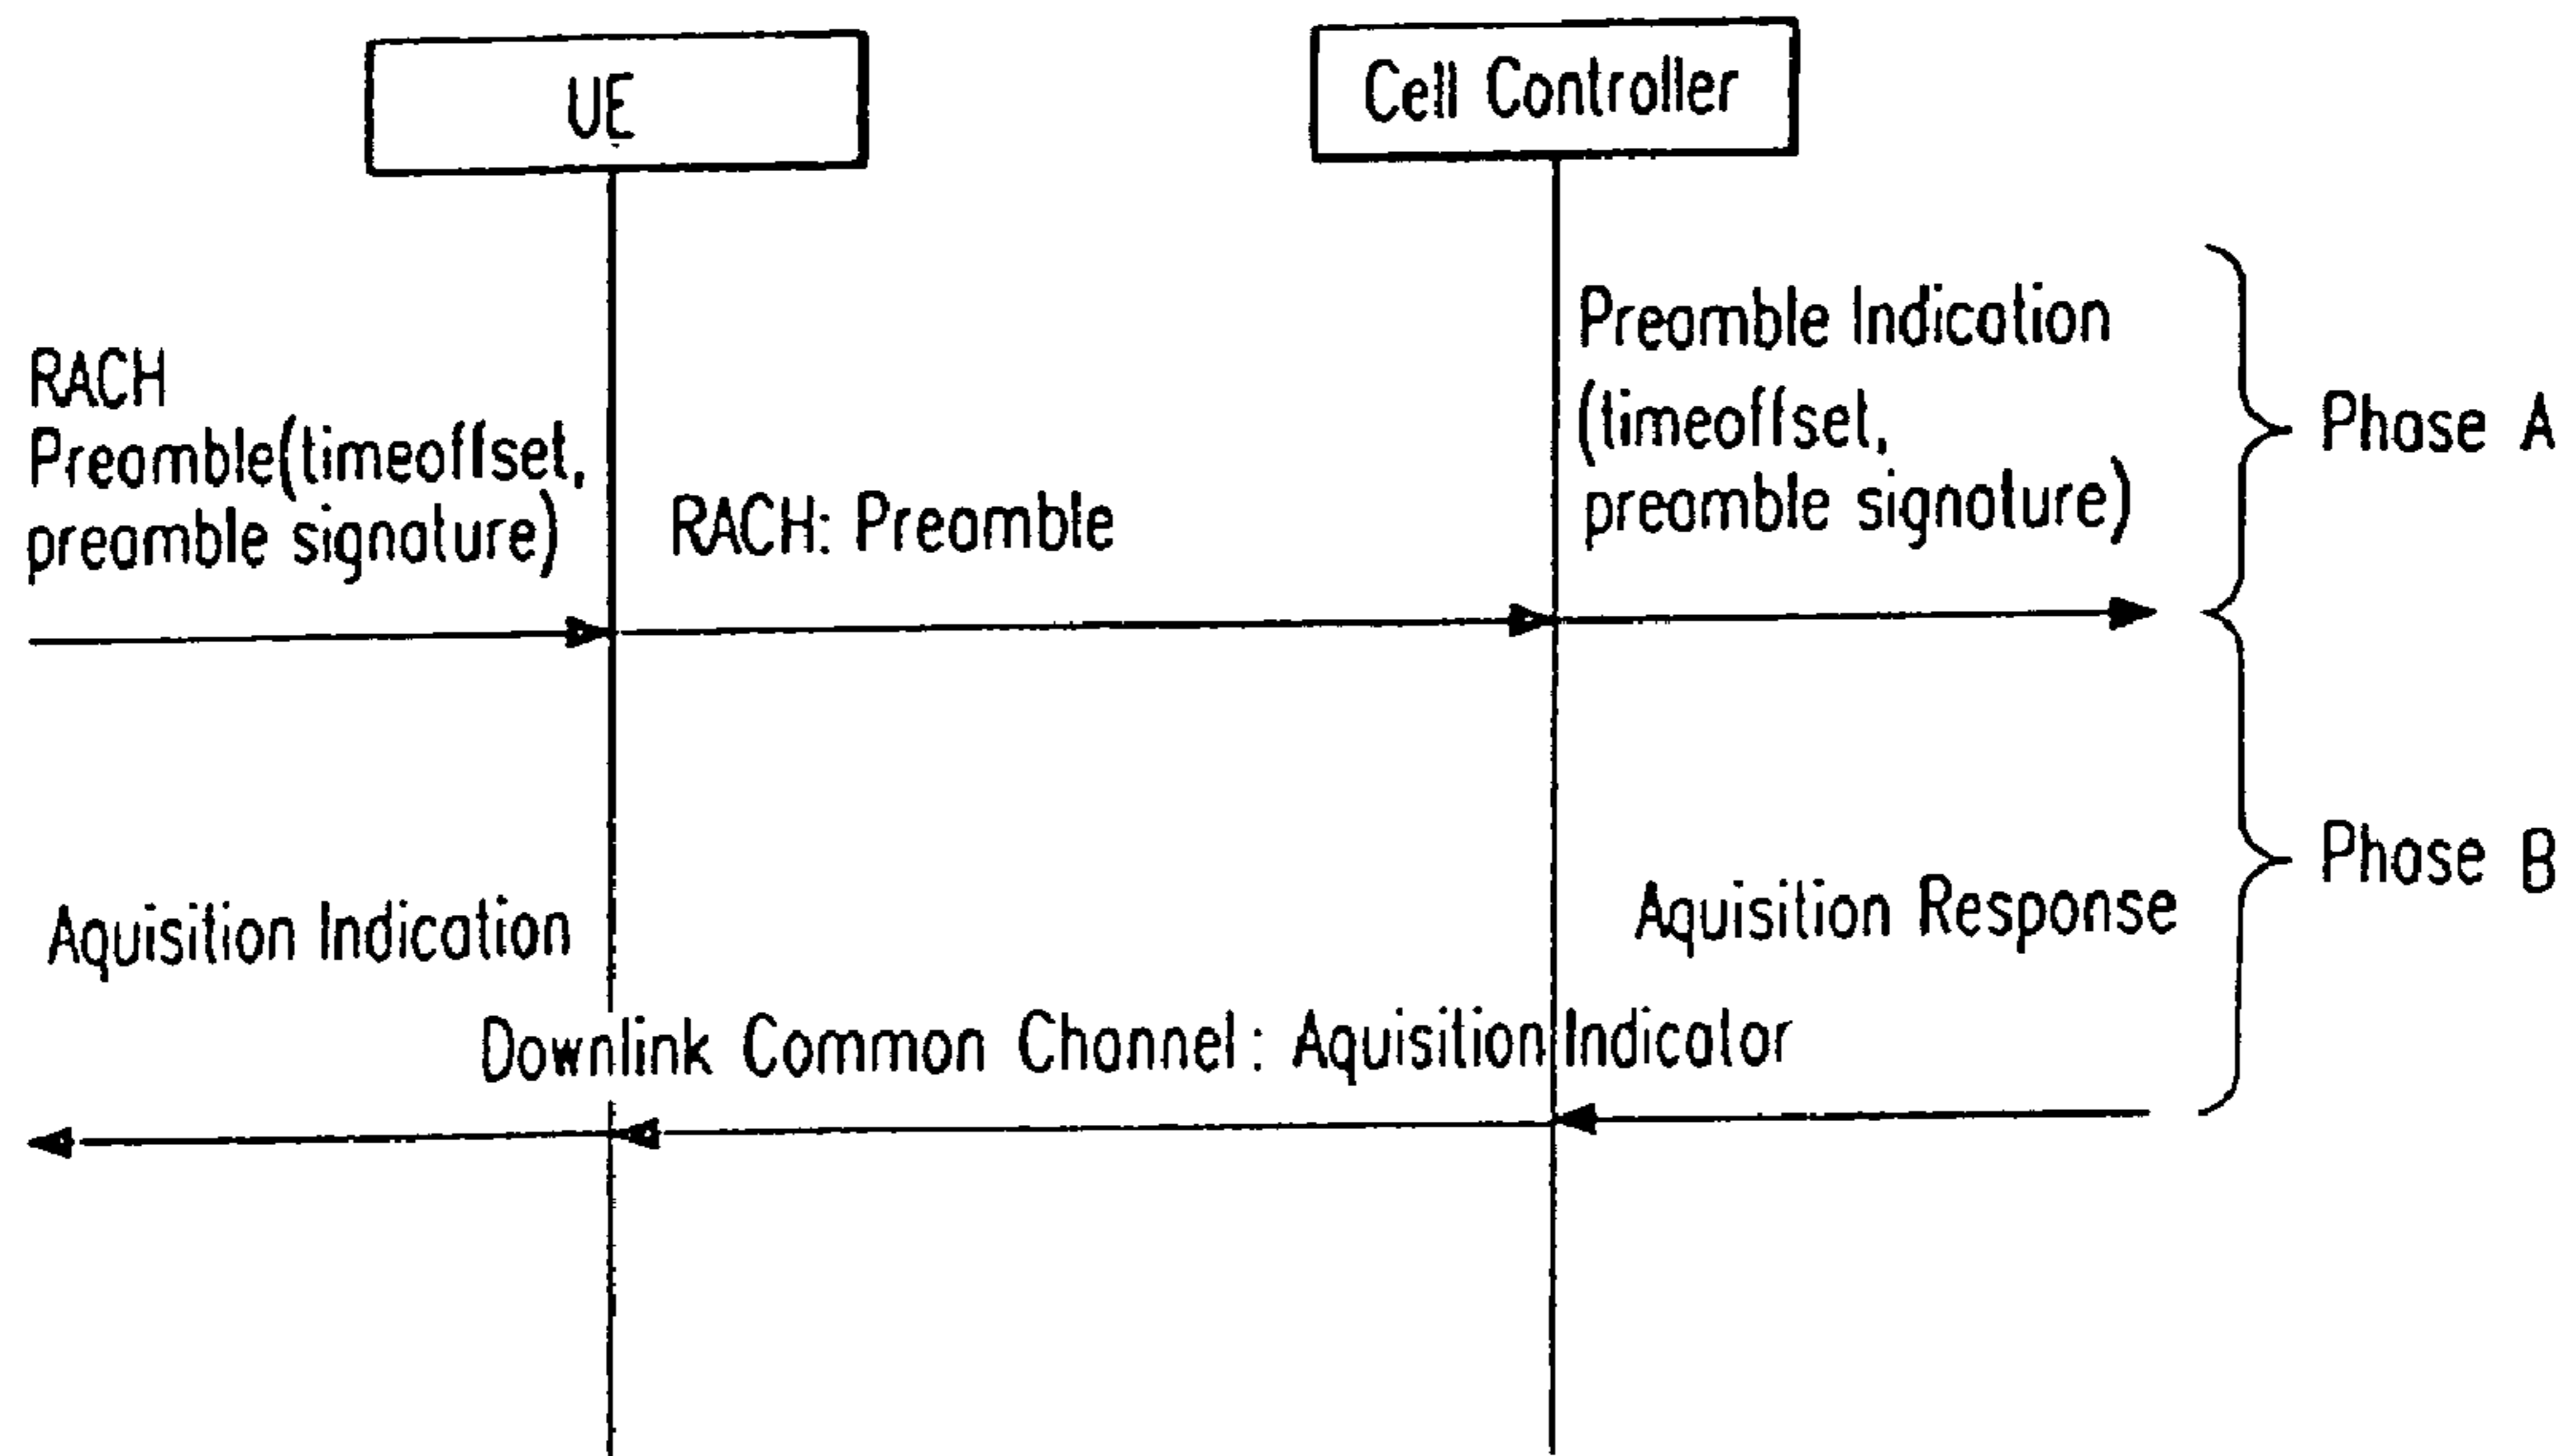 UE
Cell Controller
RACH
Preamble(timeoffset,
preamble signature)
RACH: Preamble
Preamble Indication
(timeoffset,
preamble signature)
Phase A
Aquisition Indication
Aquisition Response
Phase B
Downlink Common Channel: Aquisition Indicator